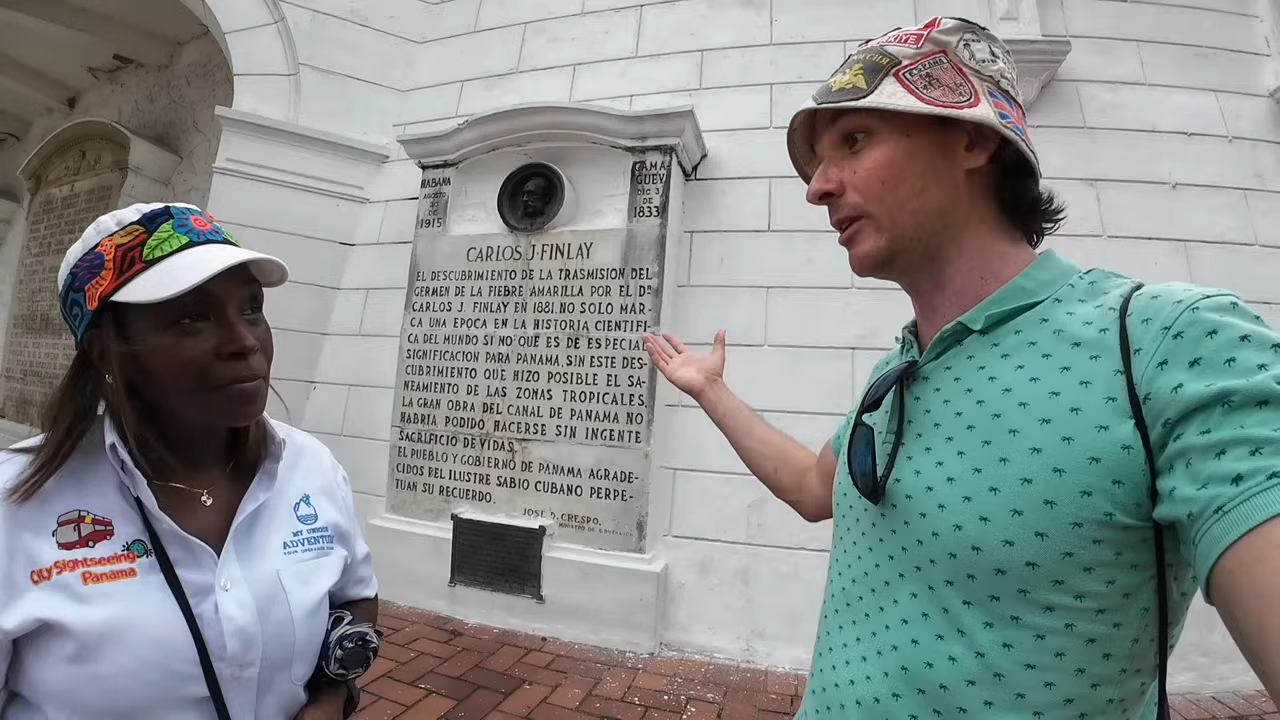 HABANA
AGOSTO
20
DE
1915
CAMA-
GUEY
DIC 3
DE
1833
CARLOS J. FINLAY
EL DESCUBRIMIENTO DE LA TRASMISION DEL
GERMEN DE LA FIEBRE AMARILLA POR EL DR
CARLOS J. FINLAY EN 1881, NO SOLO MAR-
CA UNA EPOCA EN LA HISTORIA CIENTIFI-
CA DEL MUNDO SI NO QUE ES DE ESPECIAL
SIGNIFICACION PARA PANAMA, SIN ESTE DES-
CUBRIMIENTO QUE HIZO POSIBLE EL SA-
NEAMIENTO DE LAS ZONAS TROPICALES,
LA GRAN OBRA DEL CANAL DE PANAMA NO
HABRIA PODIDO HACERSE SIN INGENTE
SACRIFICIO DE VIDAS.
EL PUEBLO Y GOBIERNO DE PANAMA AGRADE-
CIDOS DEL ILUSTRE SABIO CUBANO PERPE-
TUAN SU RECUERDO.
JOSE D. CRESPO,
MINISTRO DE
City Sightseeing
Panama
MY UNIQUE
ADVENTURE
ESPAÑA